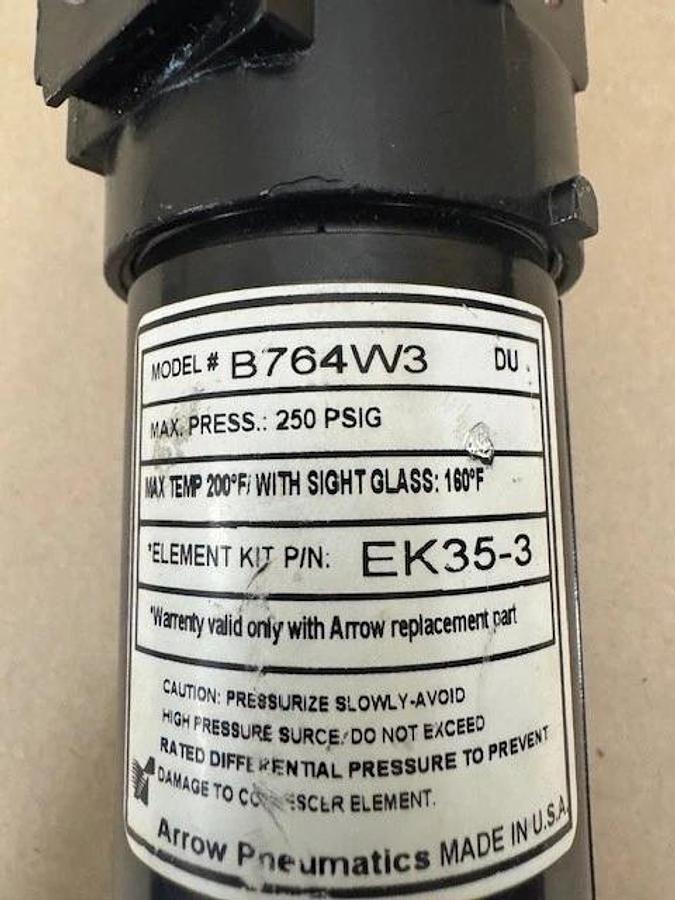 MODEL # B764W3 DU
MAX. PRESS.: 250 PSIG
MAX TEMP 200°F/ WITH SIGHT GLASS: 160°F
*ELEMENT KIT P/N: EK35-3
*Warrenty valid only with Arrow replacement part
CAUTION: PRESSURIZE SLOWLY-AVOID
HIGH PRESSURE SURCE. DO NOT EXCEED
RATED DIFFERENTIAL PRESSURE TO PREVENT
DAMAGE TO ELEMENT.
Arrow Pneumatics MADE IN U.S.A.